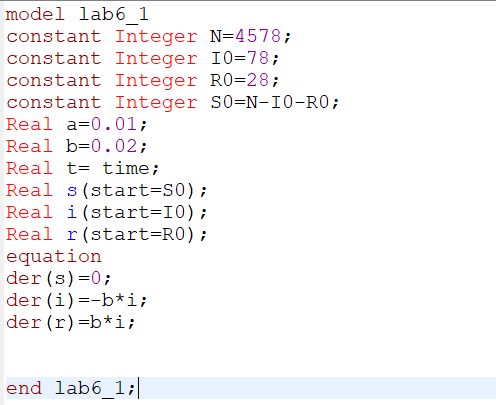 model lab6_1
constant Integer N=4578;
constant Integer I0=78;
constant Integer R0=28;
constant Integer S0=N-I0-R0;
Real a=0.01;
Real b=0.02;
Real t= time;
Real s(start=S0);
Real i(start=I0);
Real r(start=R0);
equation
der(s)=0;
der(i)=-b*i;
der(r)=b*i;
end lab6_1;